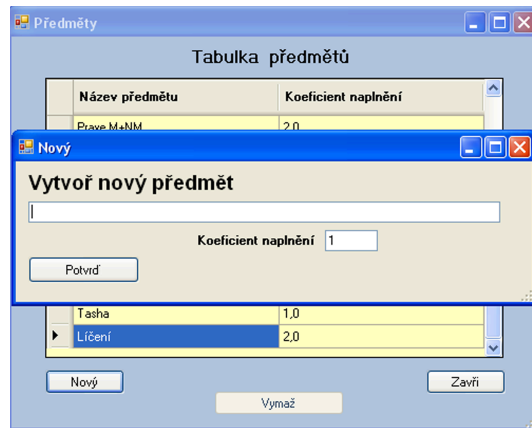 Předměty
Tabulka předmětů
Název předmětu Koeficient naplnění
2,0
Nový
Vytvoř nový předmět
Koeficient naplnění 1
Potvrď
Tasha 1,0
Líčení 2,0
Nový Zavři
Vymaž